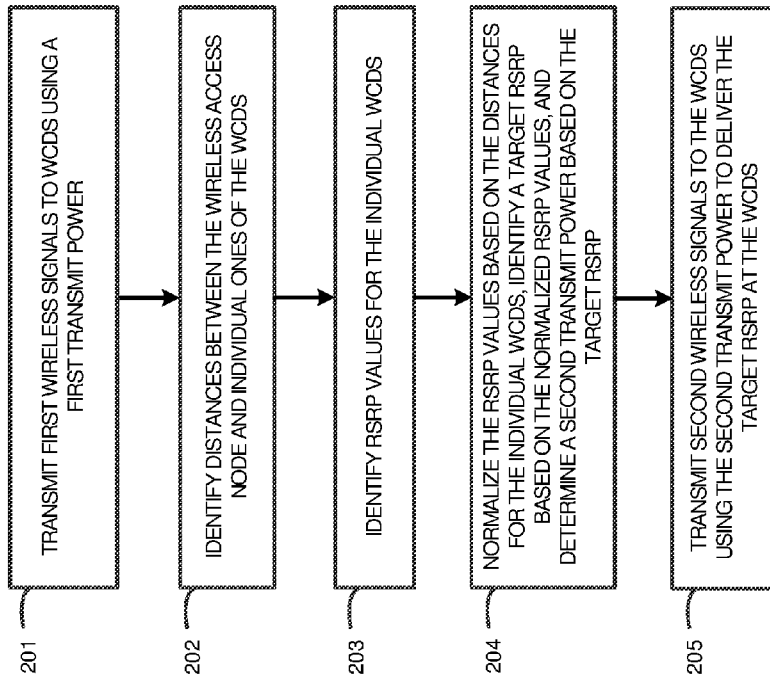 201
TRANSMIT FIRST WIRELESS SIGNALS TO WCDS USING A
FIRST TRANSMIT POWER
202
IDENTIFY DISTANCES BETWEEN THE WIRELESS ACCESS
NODE AND INDIVIDUAL ONES OF THE WCDS
203
IDENTIFY RSRP VALUES FOR THE INDIVIDUAL WCDS
204
NORMALIZE THE RSRP VALUES BASED ON THE DISTANCES
FOR THE INDIVIDUAL WCDS, IDENTIFY A TARGET RSRP
BASED ON THE NORMALIZED RSRP VALUES, AND
DETERMINE A SECOND TRANSMIT POWER BASED ON THE
TARGET RSRP
205
TRANSMIT SECOND WIRELESS SIGNALS TO THE WCDS
USING THE SECOND TRANSMIT POWER TO DELIVER THE
TARGET RSRP AT THE WCDS